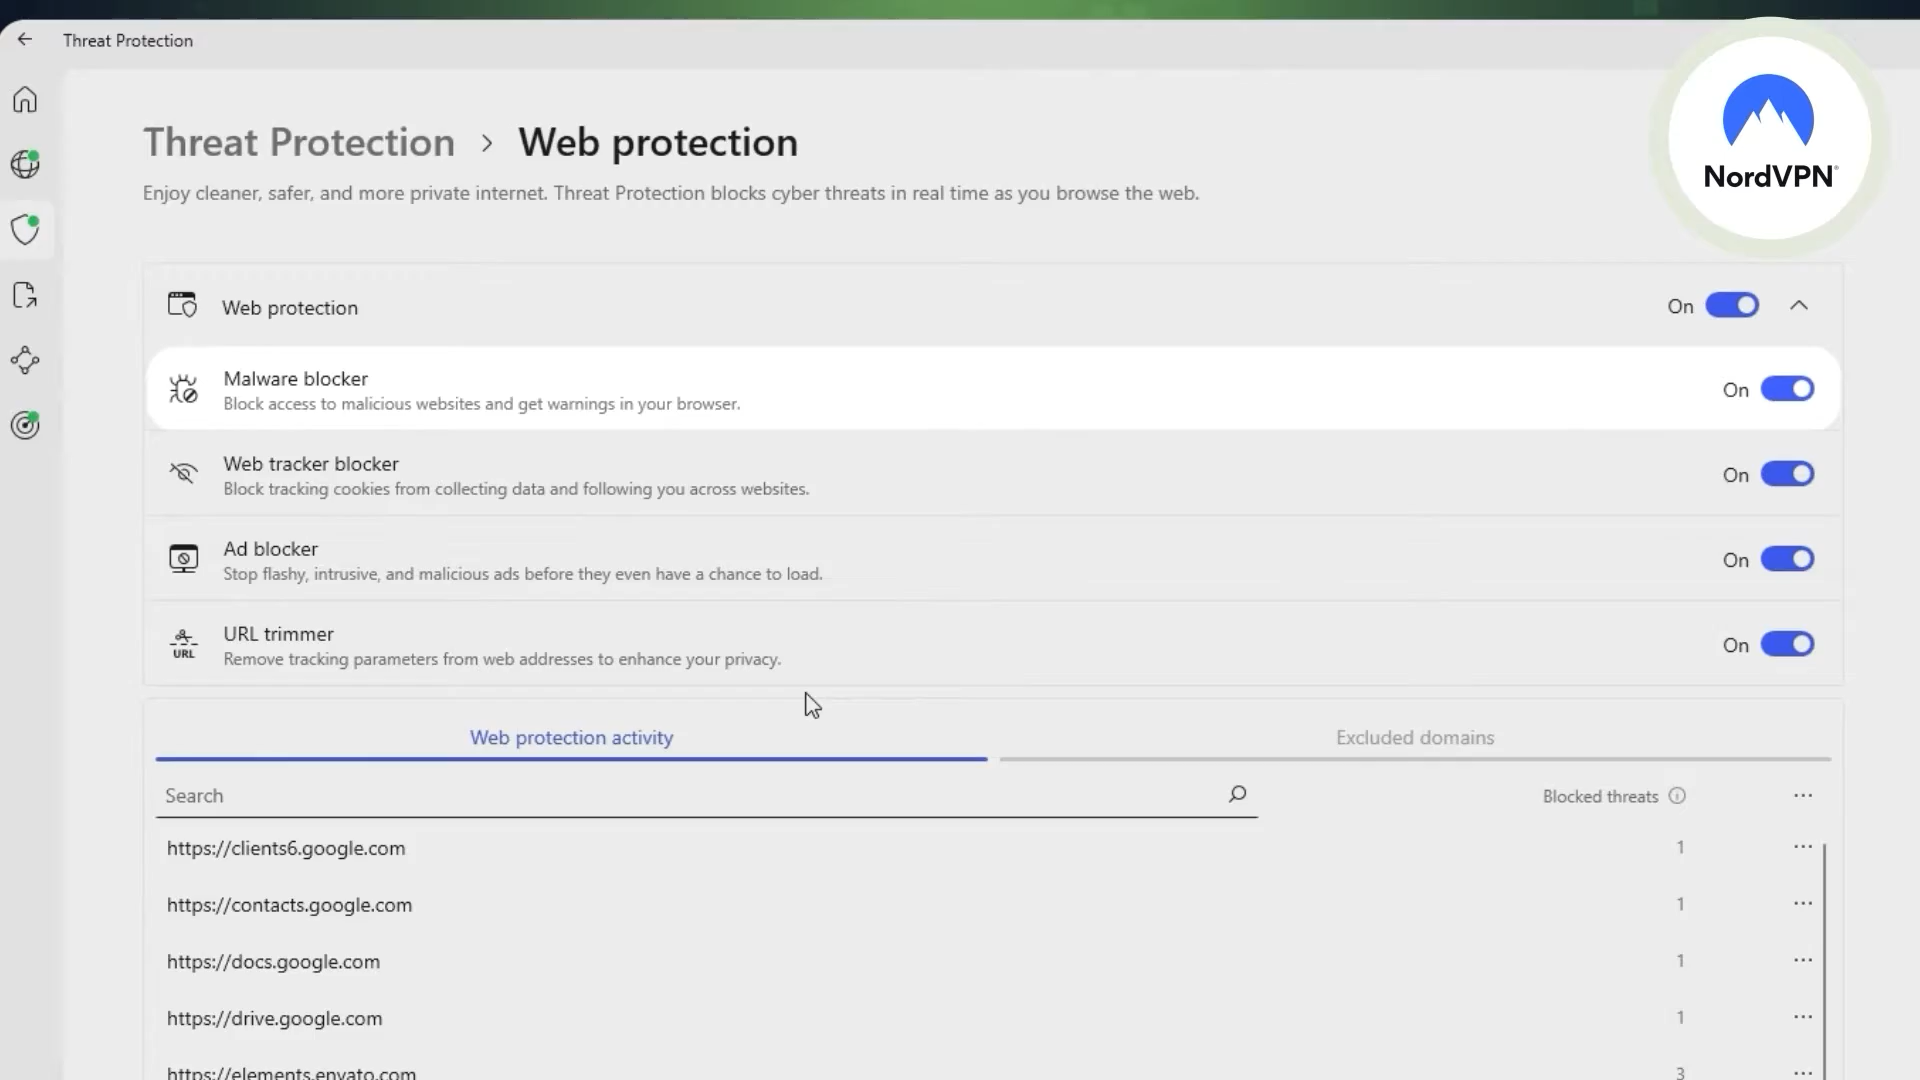 Threat Protection
NordVPN®
Threat Protection > Web protection
Enjoy cleaner, safer, and more private internet. Threat Protection blocks cyber threats in real time as you browse the web.
Web protection
On
Malware blocker
Block access to malicious websites and get warnings in your browser.
On
Web tracker blocker
Block tracking cookies from collecting data and following you across websites.
On
Ad blocker
Stop flashy, intrusive, and malicious ads before they even have a chance to load.
On
URL
URL trimmer
Remove tracking parameters from web addresses to enhance your privacy.
On
Web protection activity
Excluded domains
Search
Blocked threats
https://clients6.google.com 1
https://contacts.google.com 1
https://docs.google.com 1
https://drive.google.com 1
https://elements.envato.com 3